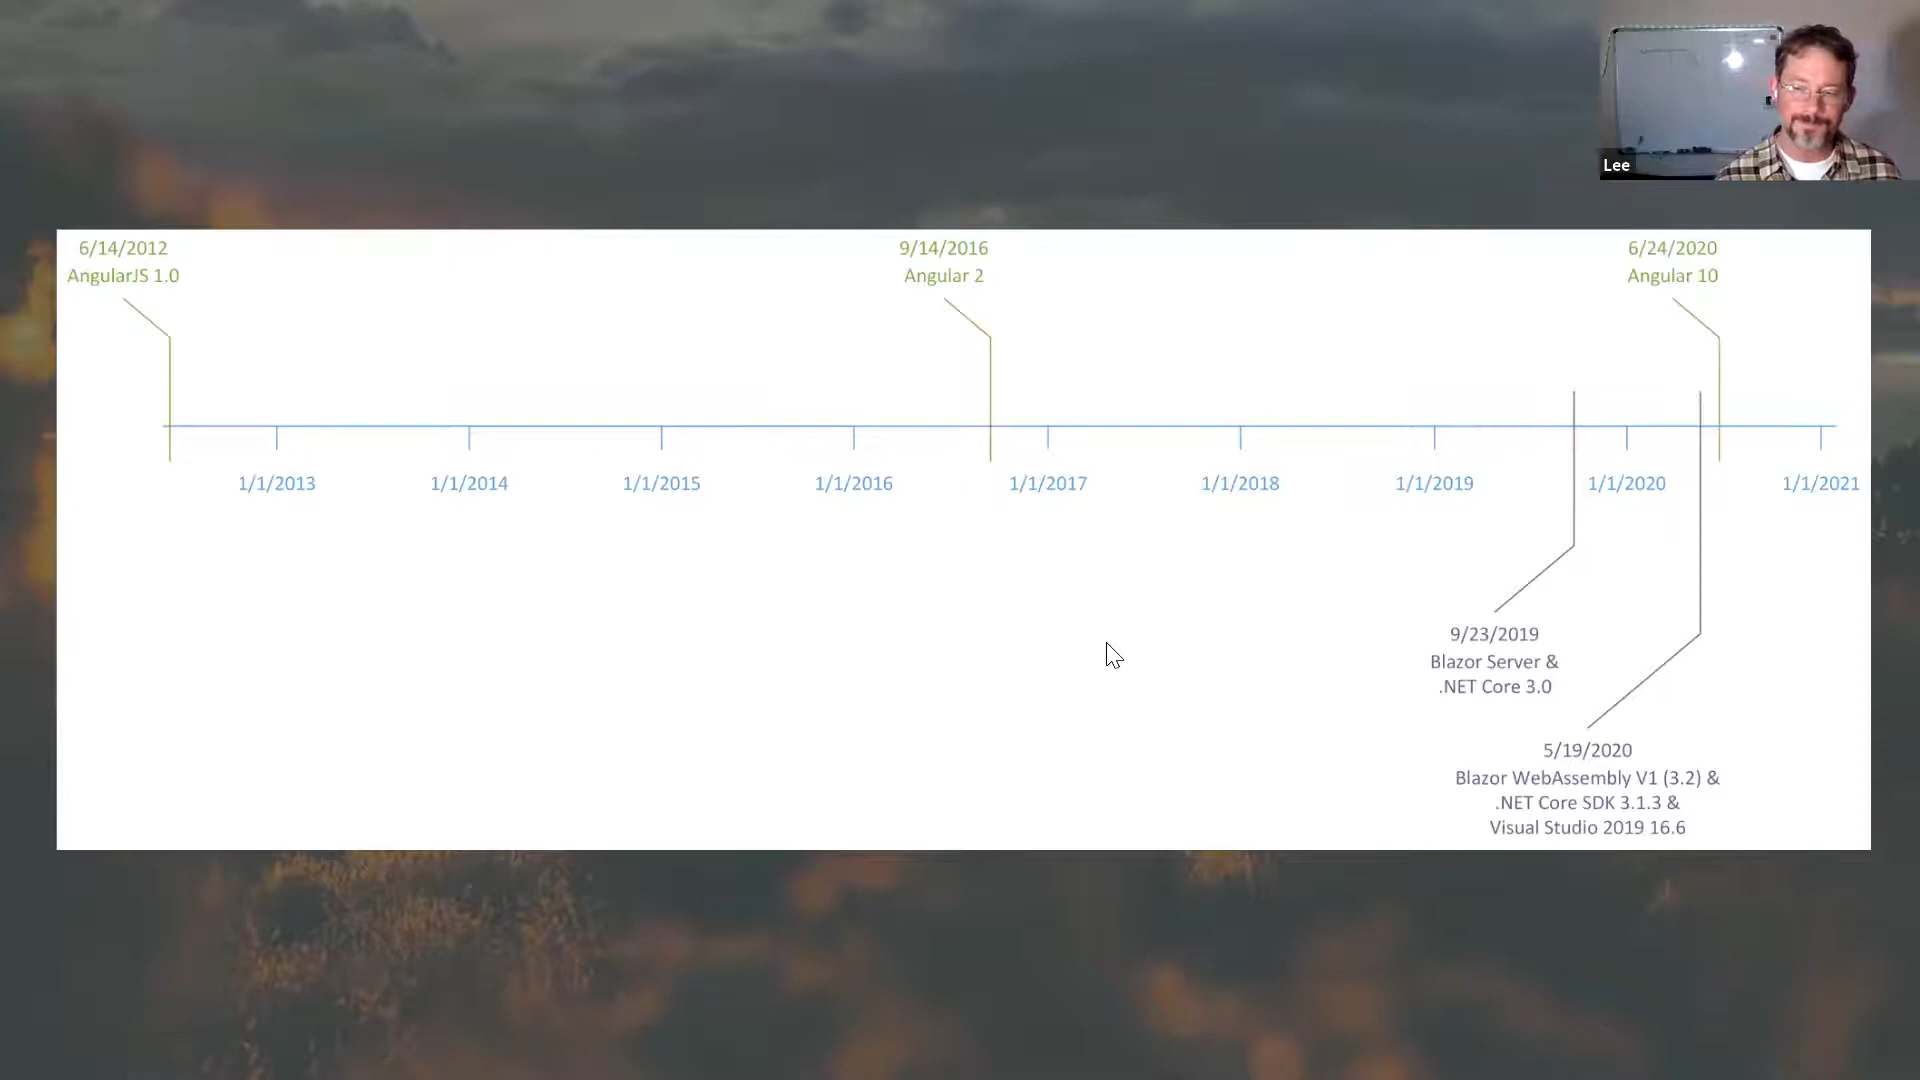 Lee
6/14/2012
AngularJS 1.0
9/14/2016
Angular 2
6/24/2020
Angular 10
1/1/2013
1/1/2014
1/1/2015
1/1/2016
1/1/2017
1/1/2018
1/1/2019
1/1/2020
1/1/2021
9/23/2019
Blazor Server &
.NET Core 3.0
5/19/2020
Blazor WebAssembly V1 (3.2) &
.NET Core SDK 3.1.3 &
Visual Studio 2019 16.6